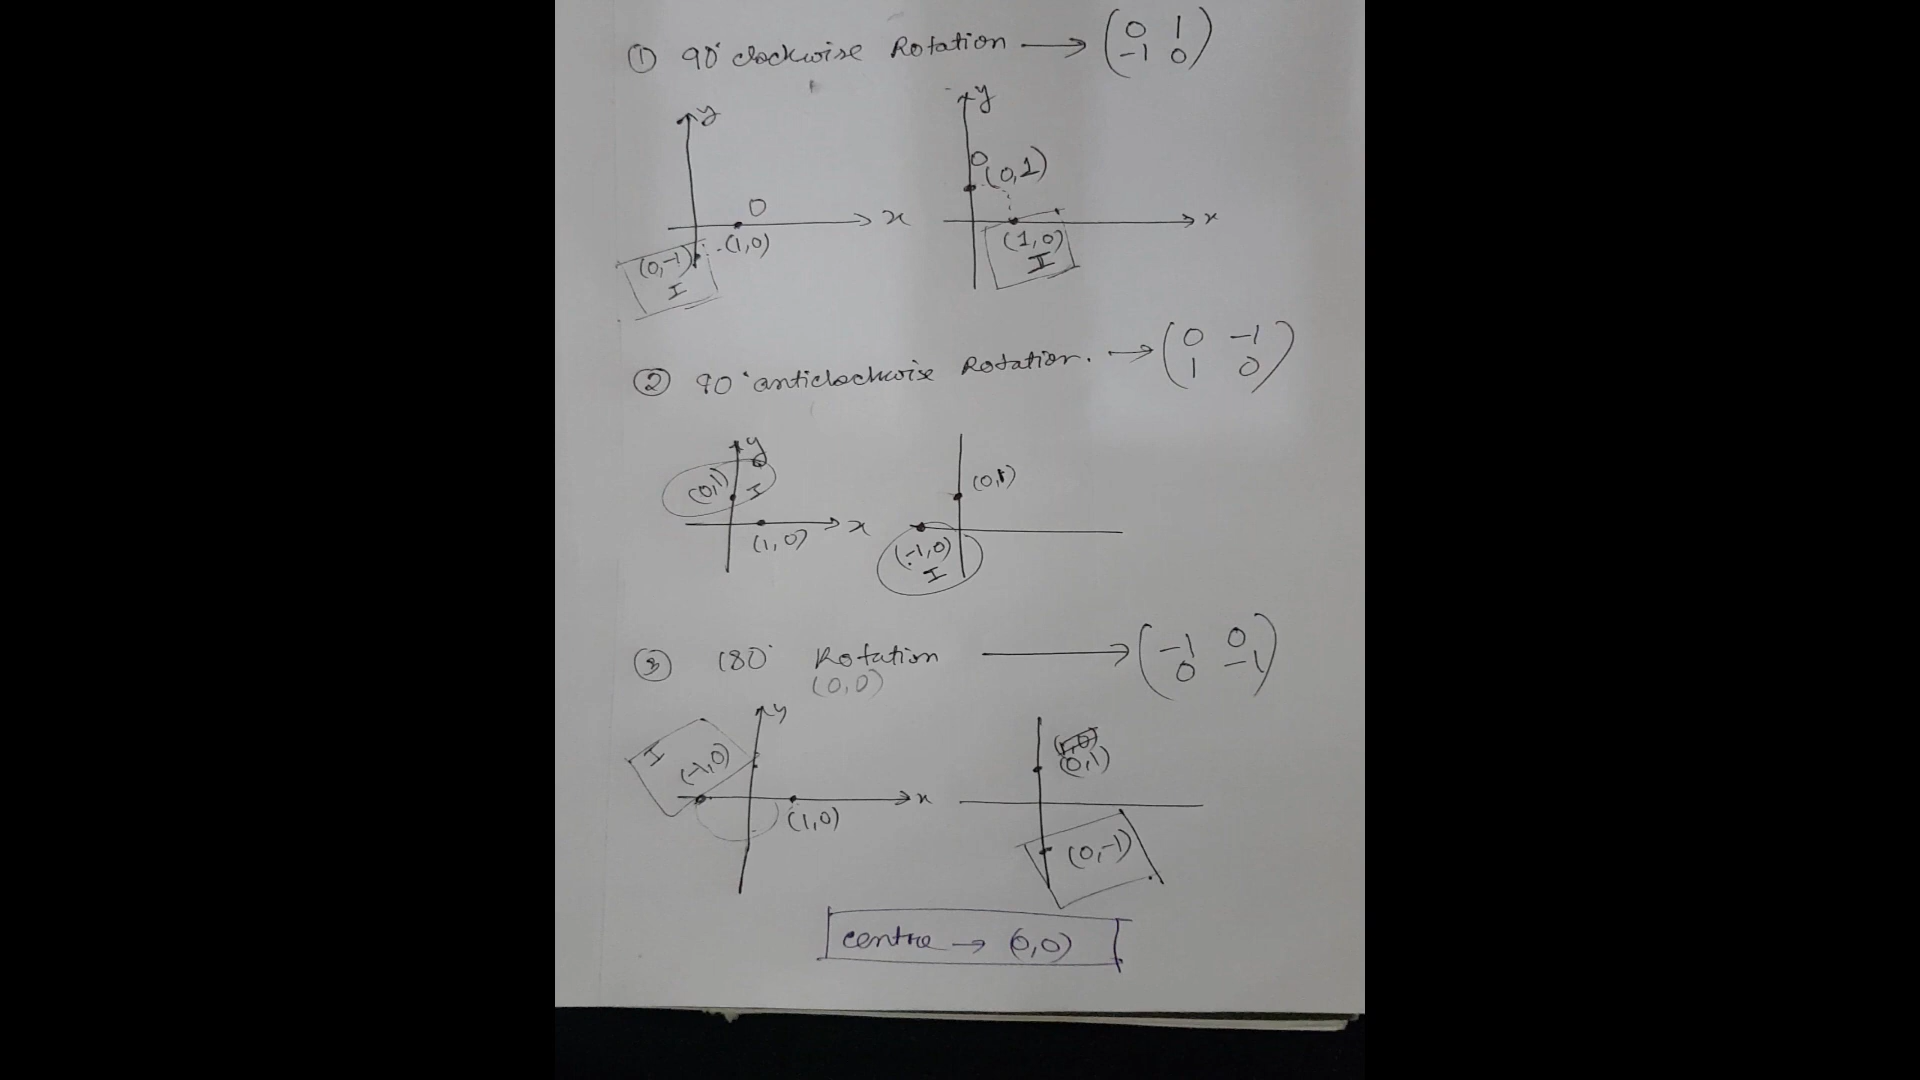 ① 90° clockwise Rotation → (0 1
-1 0)
y
O
x
(1,0)
(0,-1)
I
y
O
(0,1)
x
(1,0)
I
② 90° anticlockwise Rotation. → (0 -1
1 0)
y
(0,1) I
x
(1,0)
(0,1)
(-1,0)
I
③ 180° Rotation → (-1 0
0 -1)
(0,0)
y
I
(-1,0)
x
(1,0)
(0,1)
(0,-1)
centre → (0,0)